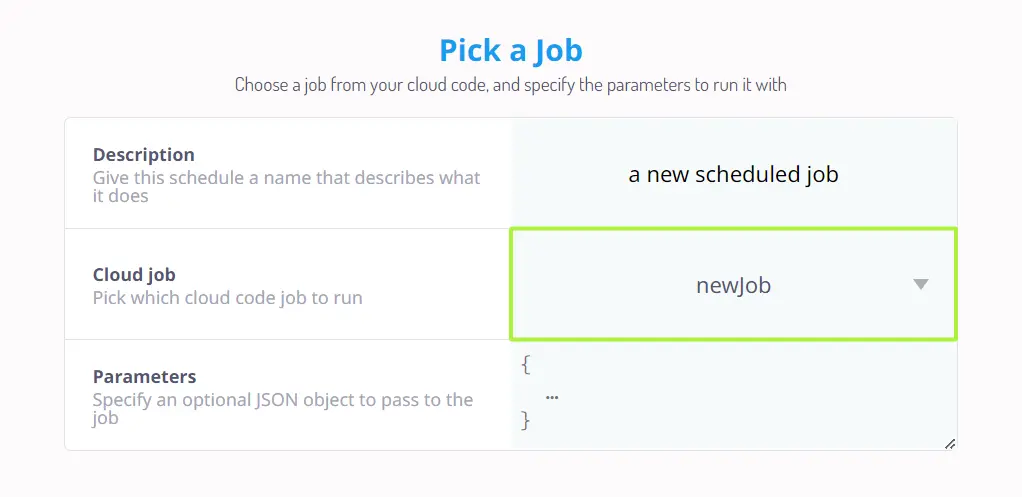 Pick a Job
Choose a job from your cloud code, and specify the parameters to run it with
Description
Give this schedule a name that describes what
it does
a new scheduled job
Cloud job
Pick which cloud code job to run
newJob
Parameters
Specify an optional JSON object to pass to the
job
{
...
}